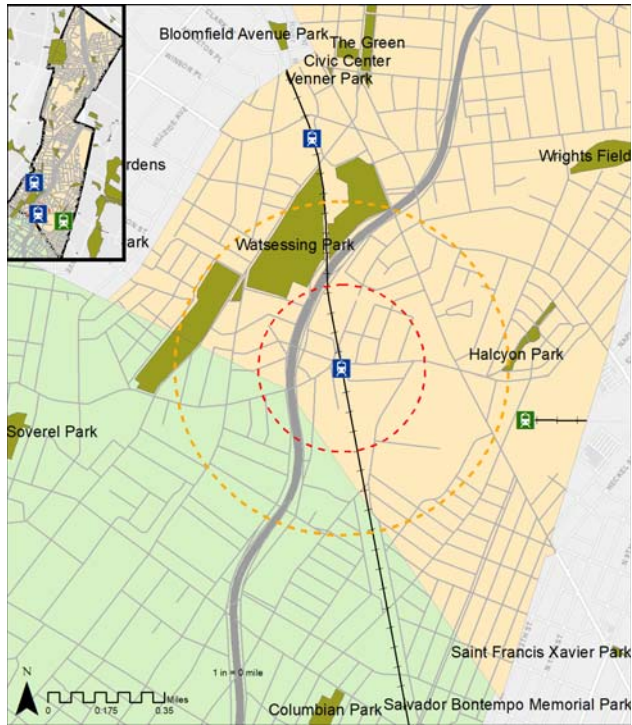 Bloomfield Avenue Park
The Green
Civic Center
Venner Park
Wrights Field
rdens
ark
Watsessing Park
Halcyon Park
Soverel Park
Saint Francis Xavier Park
Columbian Park
Salvador Bontempo Memorial Park
1 in = 0 mile
N
Miles
0
0.175
0.35